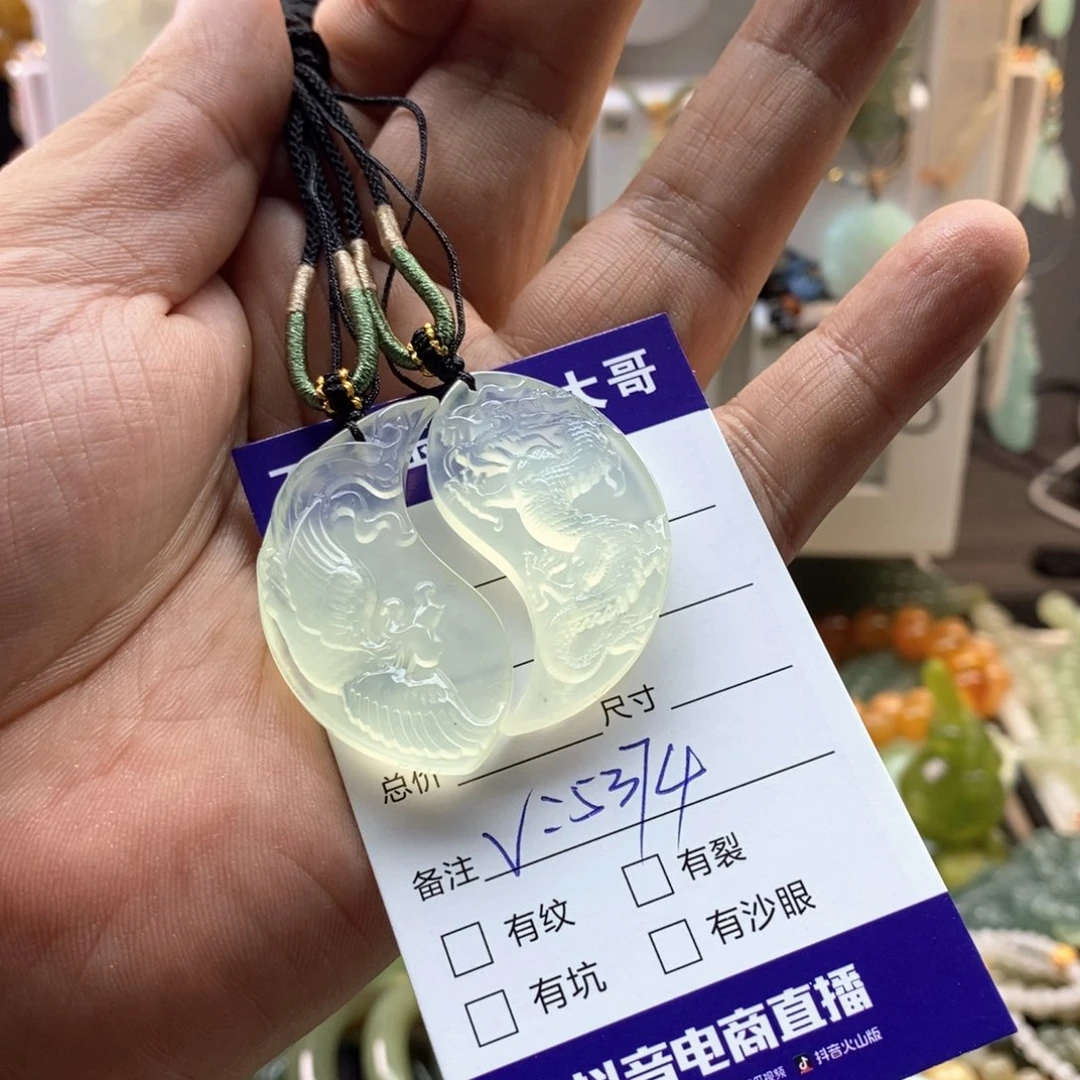 大哥
尺寸
总价
备注 V:5374
有裂
有纹
有沙眼
有坑
抖音电商直播
抖音火山版